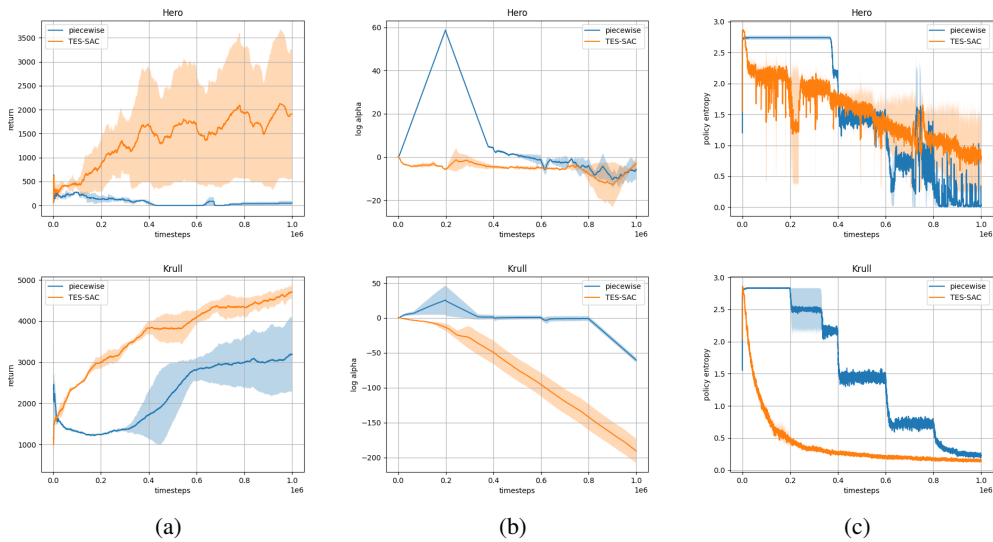 Hero
piecewise
TES-SAC
3500
3000
2500
2000
1500
1000
500
0
return
0.0 0.2 0.4 0.6 0.8 1.0
1e6
timesteps
Hero
piecewise
TES-SAC
60
40
20
0
−20
log alpha
0.0 0.2 0.4 0.6 0.8 1.0
1e6
timesteps
Hero
piecewise
TES-SAC
3.0
2.5
2.0
1.5
1.0
0.5
0.0
policy entropy
0.0 0.2 0.4 0.6 0.8 1.0
1e6
timesteps
Krull
piecewise
TES-SAC
5000
4000
3000
2000
1000
return
0.0 0.2 0.4 0.6 0.8 1.0
1e6
timesteps
Krull
piecewise
TES-SAC
50
0
−50
−100
−150
−200
log alpha
0.0 0.2 0.4 0.6 0.8 1.0
1e6
timesteps
Krull
piecewise
TES-SAC
3.0
2.5
2.0
1.5
1.0
0.5
0.0
policy entropy
0.0 0.2 0.4 0.6 0.8 1.0
1e6
timesteps
(a) (b) (c)